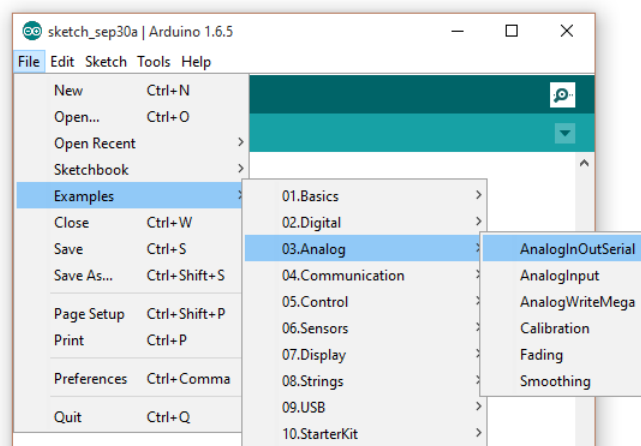 sketch_sep30a | Arduino 1.6.5
File Edit Sketch Tools Help
New Ctrl+N
Open... Ctrl+O
Open Recent
Sketchbook
Examples
Close Ctrl+W
Save Ctrl+S
Save As... Ctrl+Shift+S
Page Setup Ctrl+Shift+P
Print Ctrl+P
Preferences Ctrl+Comma
Quit Ctrl+Q
01.Basics
02.Digital
03.Analog
04.Communication
05.Control
06.Sensors
07.Display
08.Strings
09.USB
10.StarterKit
AnalogInOutSerial
AnalogInput
AnalogWriteMega
Calibration
Fading
Smoothing